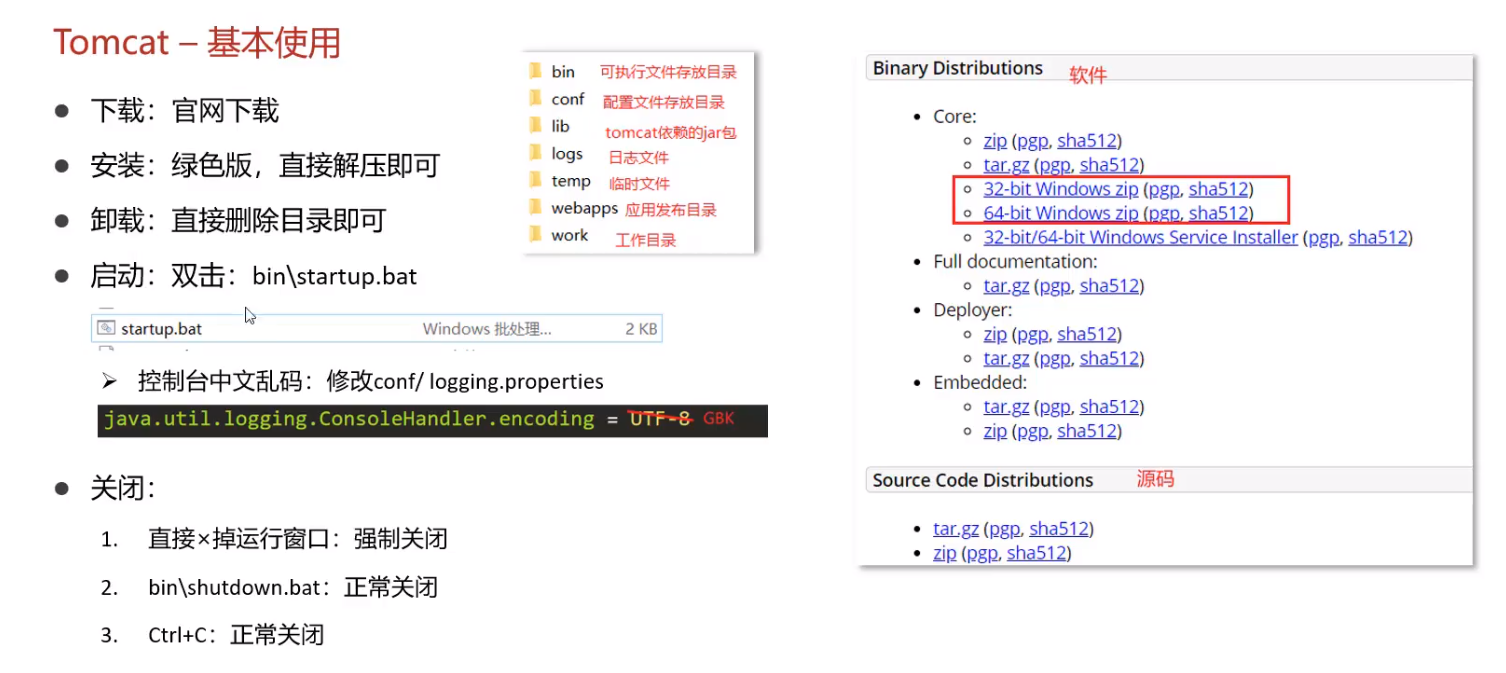 Tomcat – 基本使用
● 下载：官网下载
● 安装：绿色版，直接解压即可
● 卸载：直接删除目录即可
● 启动：双击：bin\startup.bat
startup.bat Windows 批处理... 2 KB
➢ 控制台中文乱码：修改conf/ logging.properties
java.util.logging.ConsoleHandler.encoding = UTF-8 GBK
● 关闭：
1. 直接×掉运行窗口：强制关闭
2. bin\shutdown.bat：正常关闭
3. Ctrl+C：正常关闭
bin 可执行文件存放目录
conf 配置文件存放目录
lib tomcat依赖的jar包
logs 日志文件
temp 临时文件
webapps 应用发布目录
work 工作目录
Binary Distributions 软件
• Core:
zip (pgp, sha512)
tar.gz (pgp, sha512)
32-bit Windows zip (pgp, sha512)
64-bit Windows zip (pgp, sha512)
32-bit/64-bit Windows Service Installer (pgp, sha512)
• Full documentation:
tar.gz (pgp, sha512)
• Deployer:
zip (pgp, sha512)
tar.gz (pgp, sha512)
• Embedded:
tar.gz (pgp, sha512)
zip (pgp, sha512)
Source Code Distributions 源码
• tar.gz (pgp, sha512)
• zip (pgp, sha512)